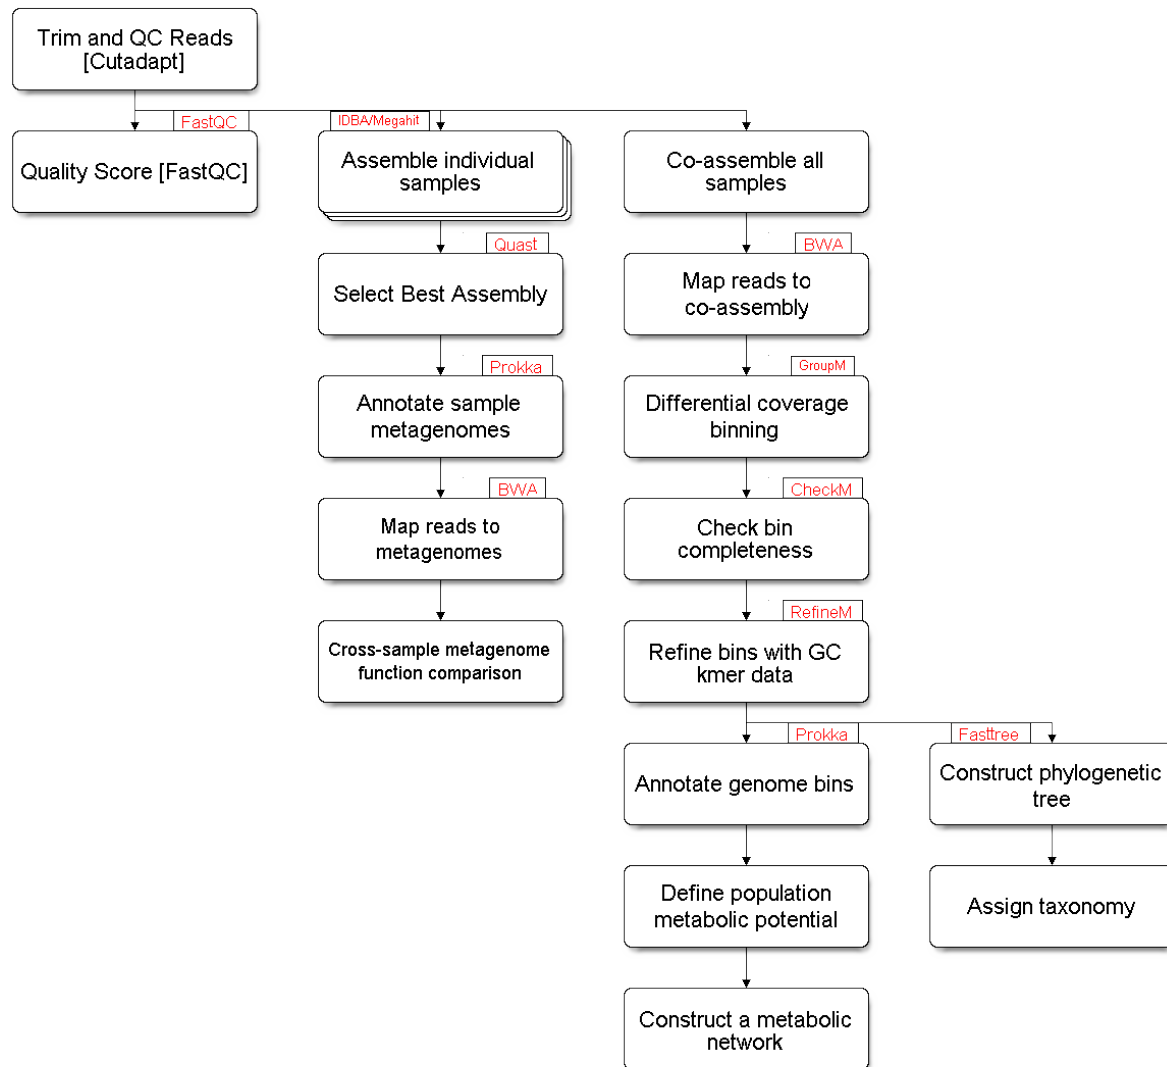 Trim and QC Reads
[Cutadapt]
FastQC
Quality Score [FastQC]
IDBA/Megahit
Assemble individual
samples
Co-assemble all
samples
Quast
Select Best Assembly
BWA
Map reads to
co-assembly
Prokka
Annotate sample
metagenomes
GroupM
Differential coverage
binning
BWA
Map reads to
metagenomes
CheckM
Check bin
completeness
Cross-sample metagenome
function comparison
RefineM
Refine bins with GC
kmer data
Prokka
Annotate genome bins
Fasttree
Construct phylogenetic
tree
Define population
metabolic potential
Assign taxonomy
Construct a metabolic
network